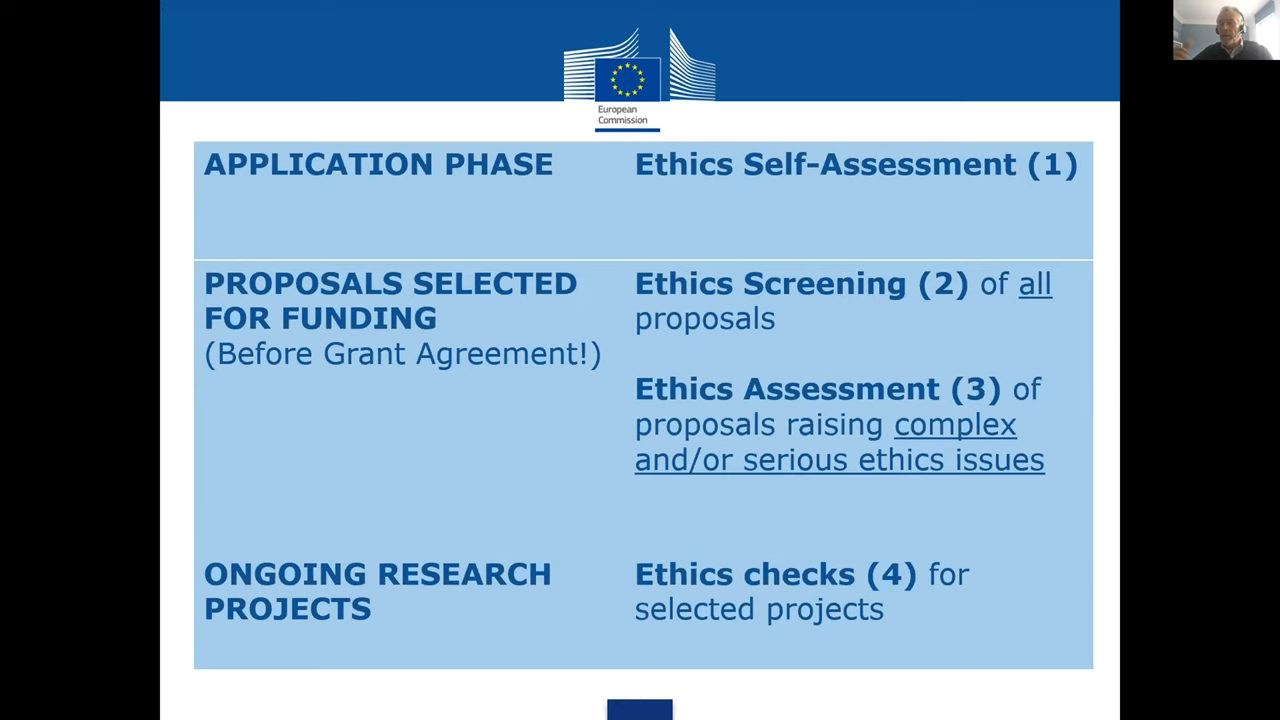 European
Commission
APPLICATION PHASE
Ethics Self-Assessment (1)
PROPOSALS SELECTED
FOR FUNDING
(Before Grant Agreement!)
Ethics Screening (2) of all
proposals
Ethics Assessment (3) of
proposals raising complex
and/or serious ethics issues
ONGOING RESEARCH
PROJECTS
Ethics checks (4) for
selected projects